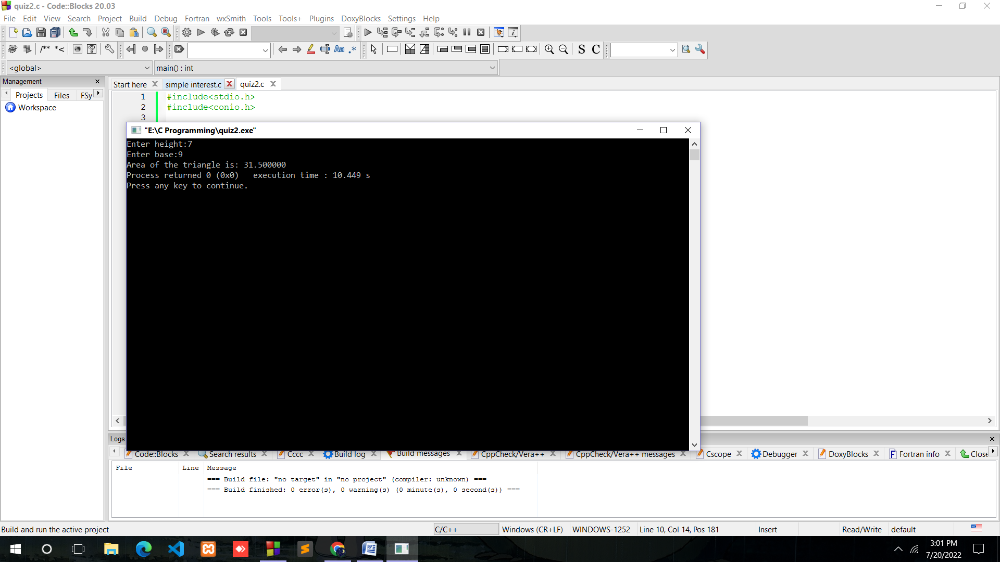 quiz2.c - Code::Blocks 20.03
File Edit View Search Project Build Debug Fortran wxSmith Tools Tools+ Plugins DoxyBlocks Settings Help
/** *<
Aa .*
S C
<global> main() : int
Management
Start here simple interest.c quiz2.c
Projects Files FSy
Workspace
1 #include<stdio.h>
2 #include<conio.h>
3
"E:\C Programming\quiz2.exe"
Enter height:7
Enter base:9
Area of the triangle is: 31.500000
Process returned 0 (0x0) execution time : 10.449 s
Press any key to continue.
Logs
Code::Blocks Search results Cccc Build log Build messages CppCheck/Vera++ CppCheck/Vera++ messages Cscope Debugger DoxyBlocks Fortran info Close
File Line Message
=== Build file: "no target" in "no project" (compiler: unknown) ===
=== Build finished: 0 error(s), 0 warning(s) (0 minute(s), 0 second(s)) ===
Build and run the active project C/C++ Windows (CR+LF) WINDOWS-1252 Line 10, Col 14, Pos 181 Insert Read/Write default
3:01 PM
7/20/2022